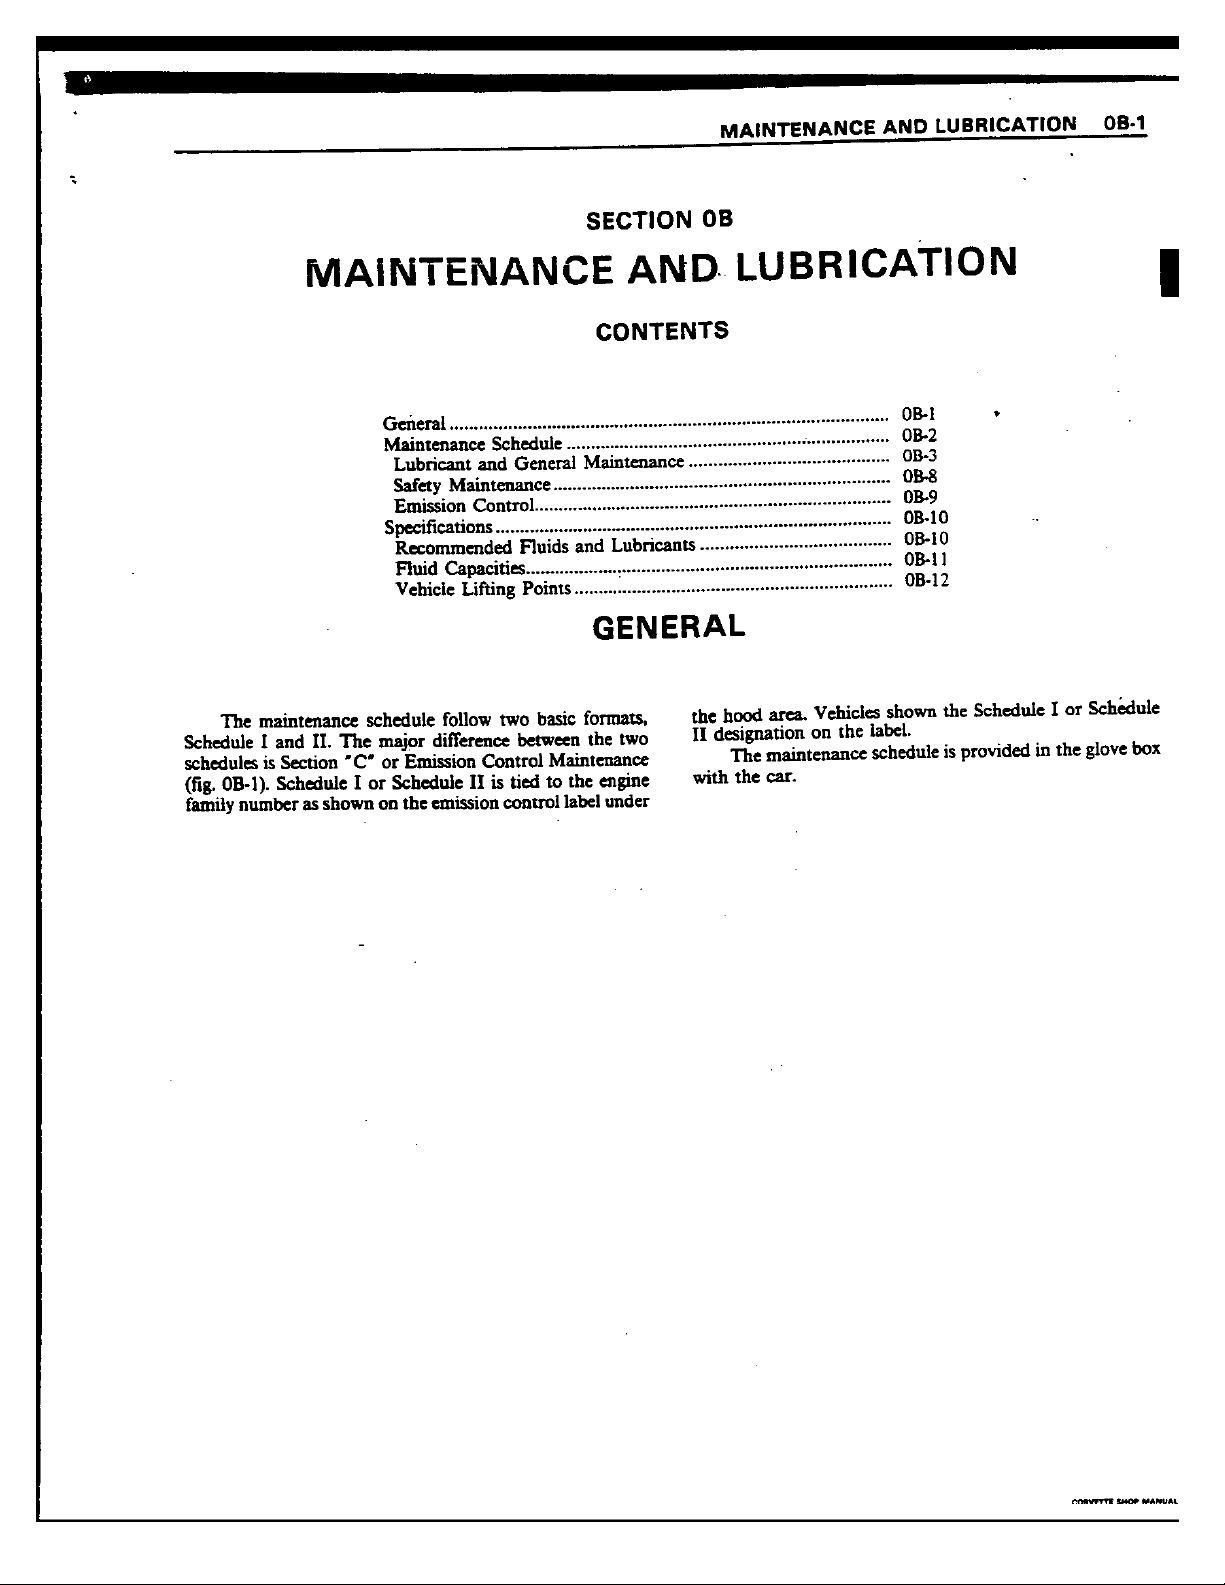 MAINTENANCE AND LUBRICATION 0B-1
SECTION 0B
MAINTENANCE AND LUBRICATION
CONTENTS
General ........................................................................................ 0B-1
Maintenance Schedule ................................................................. 0B-2
Lubricant and General Maintenance ......................................... 0B-3
Safety Maintenance ..................................................................... 0B-8
Emission Control......................................................................... 0B-9
Specifications ................................................................................ 0B-10
Recommended Fluids and Lubricants ....................................... 0B-10
Fluid Capacities........................................................................... 0B-11
Vehicle Lifting Points ................................................................. 0B-12
GENERAL
The maintenance schedule follow two basic formats,
Schedule I and II. The major difference between the two
schedules is Section "C" or Emission Control Maintenance
(fig. 0B-1). Schedule I or Schedule II is tied to the engine
family number as shown on the emission control label under
the hood area. Vehicles shown the Schedule I or Schedule
II designation on the label.
The maintenance schedule is provided in the glove box
with the car.
CORVETTE SHOP MANUAL